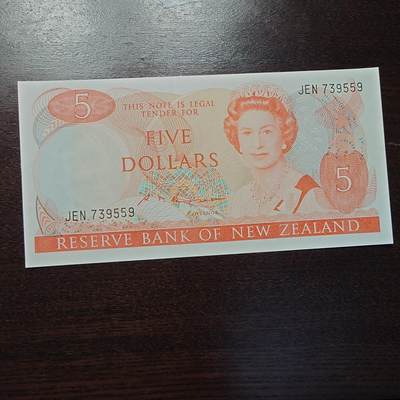 5
JEN 739559
THIS NOTE IS LEGAL
TENDER FOR
FIVE
DOLLARS
5
JEN 739559
GOVERNOR
RESERVE BANK OF NEW ZEALAND